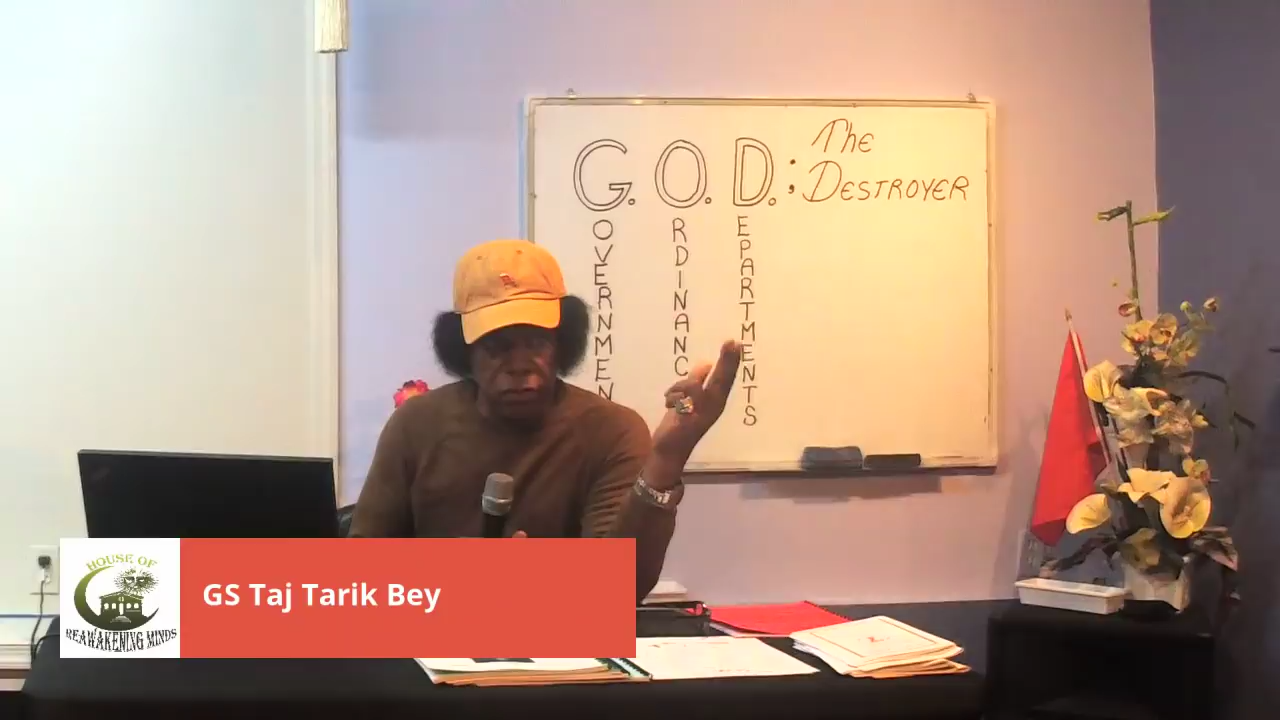 G. O. D. ; The
DESTROYER
OVERNMEN
RDINANC
EPARTMENTS
HOUSE OF
REAWAKENING MINDS
GS Taj Tarik Bey